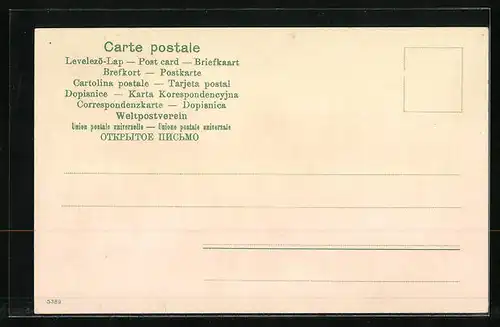 Carte postale
Levelező-Lap — Post card — Briefkaart
Brefkort — Postkarte
Cartolina postale — Tarjeta postal
Dopisnice — Karta Korespondencyjna
Correspondenzkarte — Dopisnica
Weltpostverein
Union postale universelle — Unione postale universale
ОТКРЫТОЕ ПИСЬМО